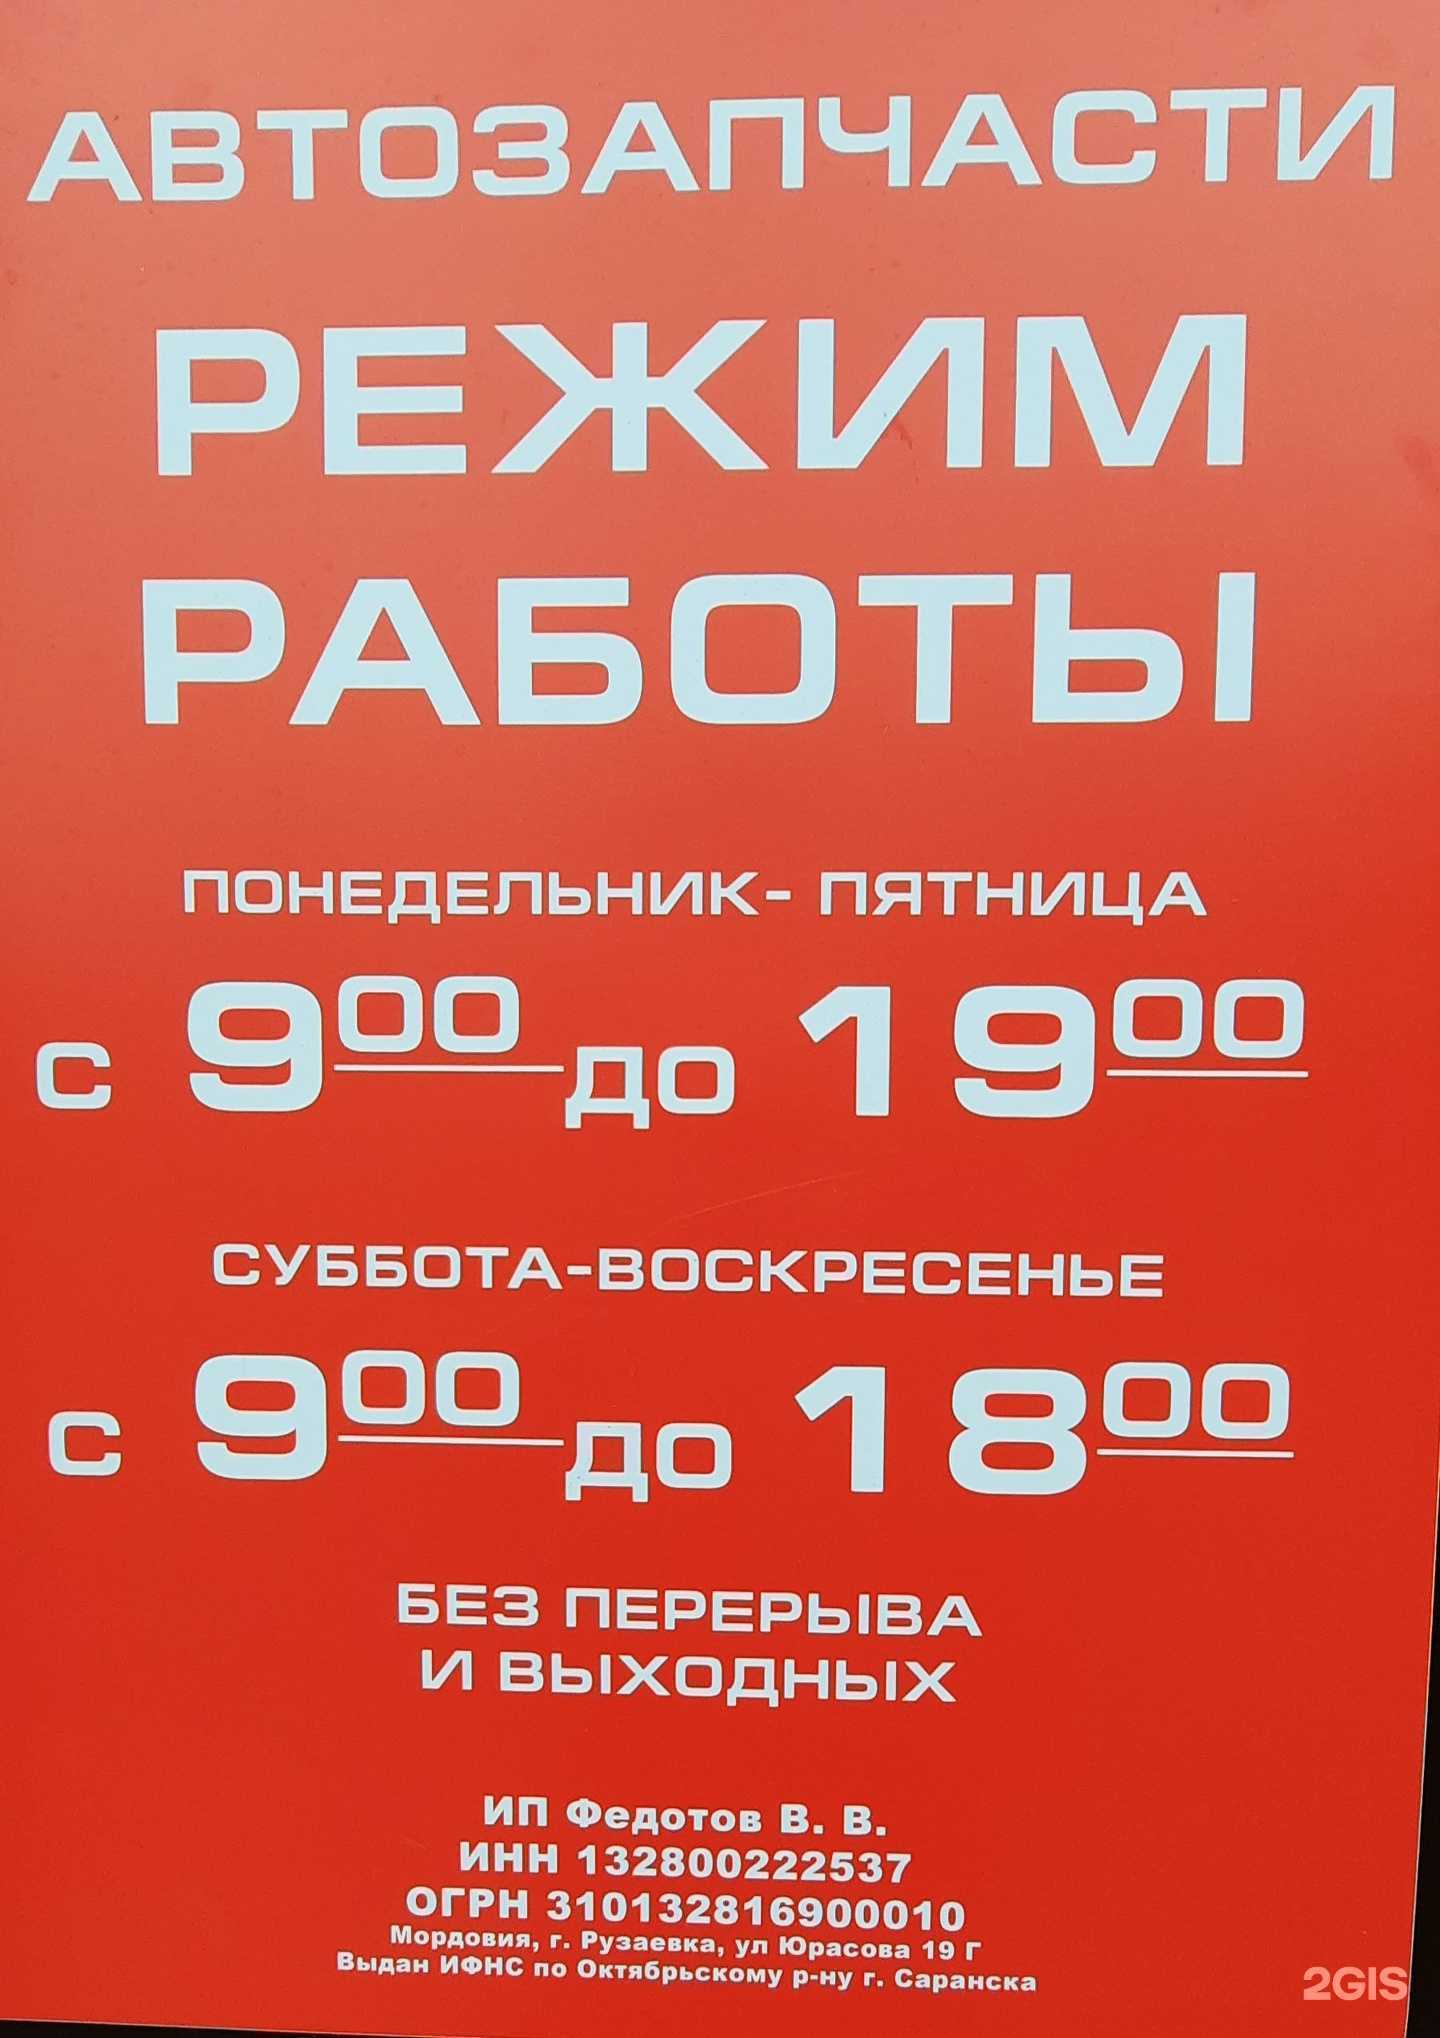 АВТОЗАПЧАСТИ
РЕЖИМ
РАБОТЫ
ПОНЕДЕЛЬНИК- ПЯТНИЦА
с 9⁰⁰ до 19⁰⁰
СУББОТА-ВОСКРЕСЕНЬЕ
с 9⁰⁰ до 18⁰⁰
БЕЗ ПЕРЕРЫВА
И ВЫХОДНЫХ
ИП Федотов В. В.
ИНН 132800222537
ОГРН 310132816900010
Мордовия, г. Рузаевка, ул Юрасова 19 Г
Выдан ИФНС по Октябрьскому р-ну г. Саранска
2GIS